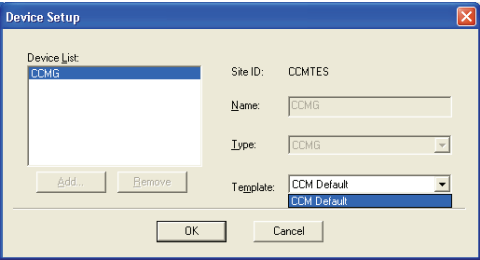 Device Setup
Device List:
CCMG
Site ID: CCMTES
Name: CCMG
Type: CCMG
Add... Remove
Template: CCM Default
CCM Default
OK Cancel